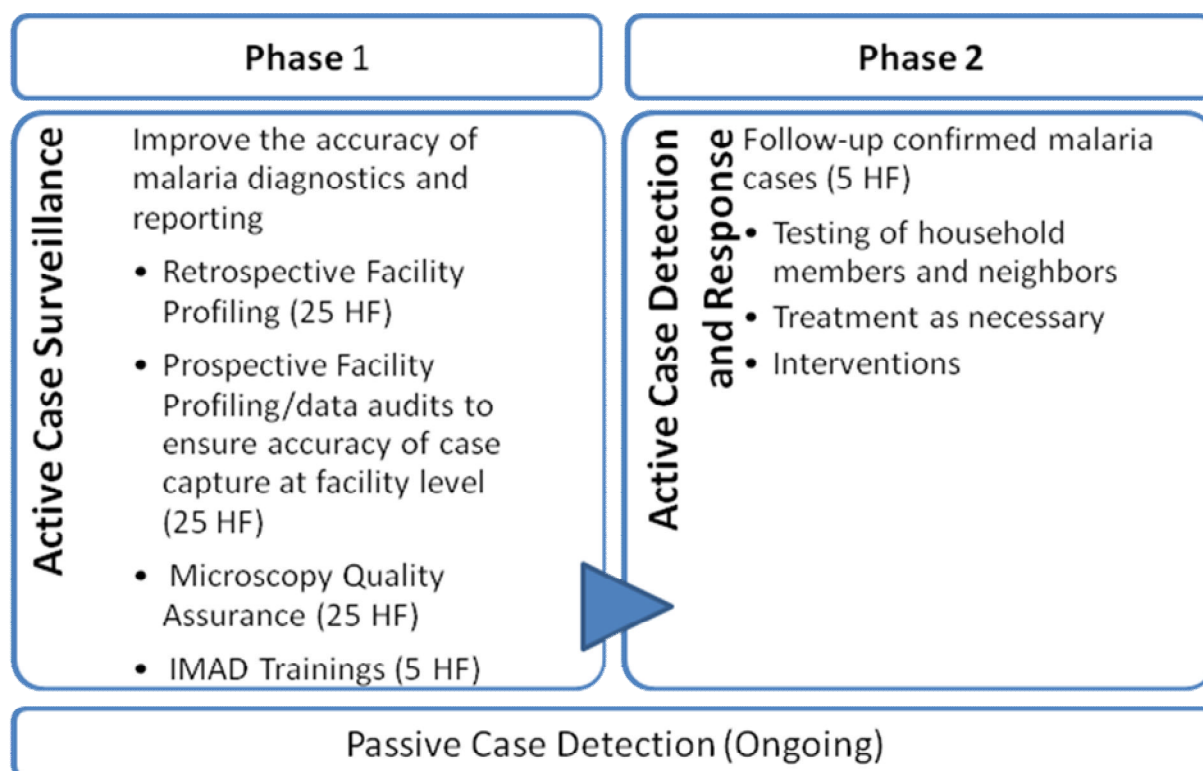 Phase 1
Phase 2
Active Case Surveillance
Improve the accuracy of
malaria diagnostics and
reporting
• Retrospective Facility
Profiling (25 HF)
• Prospective Facility
Profiling/data audits to
ensure accuracy of case
capture at facility level
(25 HF)
• Microscopy Quality
Assurance (25 HF)
• IMAD Trainings (5 HF)
Active Case Detection
and Response
Follow-up confirmed malaria
cases (5 HF)
• Testing of household
members and neighbors
• Treatment as necessary
• Interventions
Passive Case Detection (Ongoing)